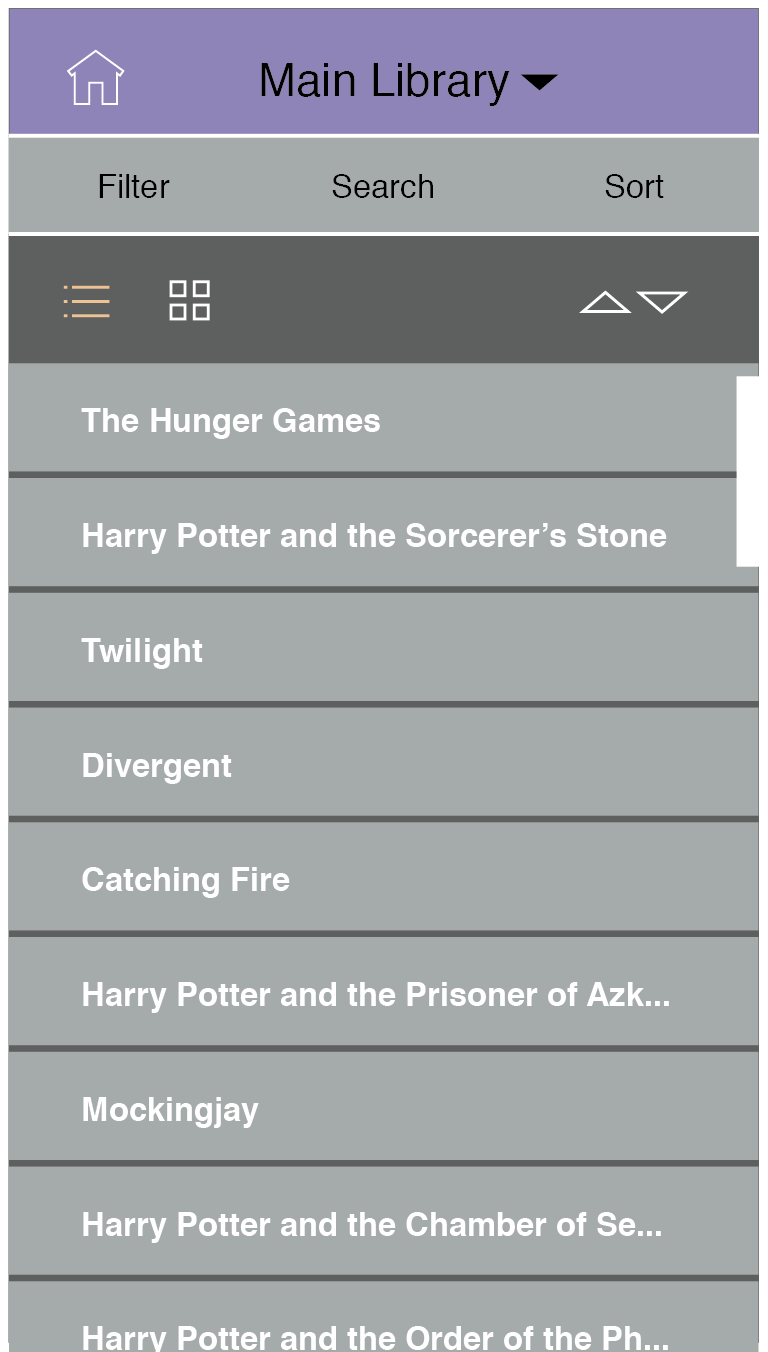 Main Library
Filter Search Sort
The Hunger Games
Harry Potter and the Sorcerer’s Stone
Twilight
Divergent
Catching Fire
Harry Potter and the Prisoner of Azk...
Mockingjay
Harry Potter and the Chamber of Se...
Harry Potter and the Order of the Ph...